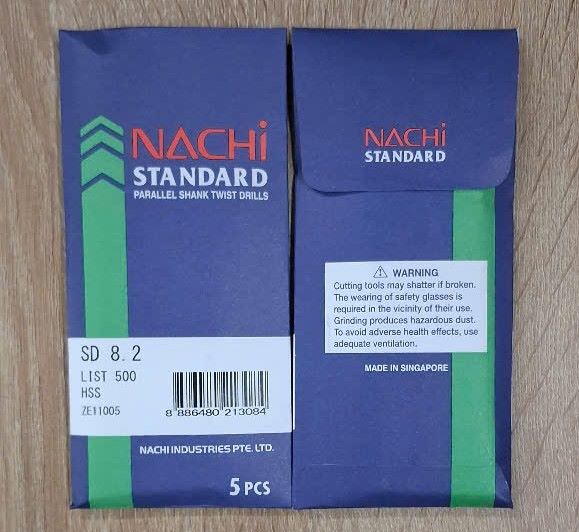 NACHi
STANDARD
PARALLEL SHANK TWIST DRILLS
SD 8.2
LIST 500
HSS
ZE11005
8 886480 213084
NACHI INDUSTRIES PTE. LTD.
5 PCS
NACHi
STANDARD
WARNING
Cutting tools may shatter if broken.
The wearing of safety glasses is
required in the vicinity of their use.
Grinding produces hazardous dust.
To avoid adverse health effects, use
adequate ventilation.
MADE IN SINGAPORE